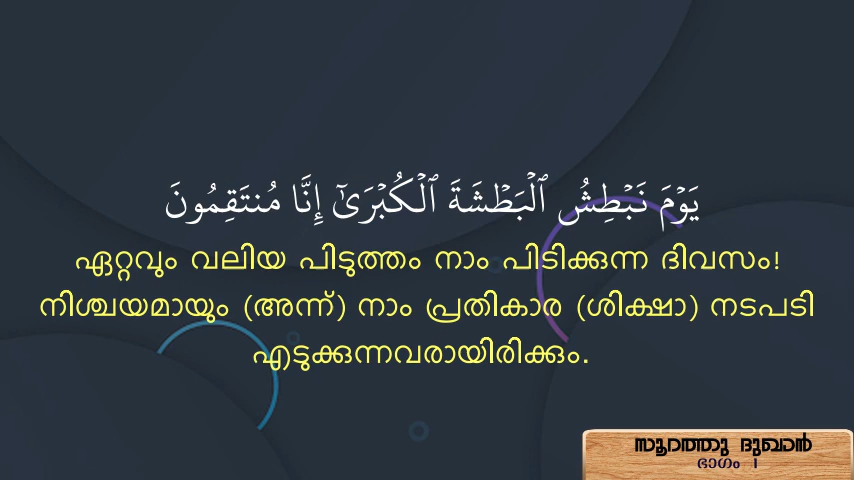 يَوْمَ نَبْطِشُ ٱلْبَطْشَةَ ٱلْكُبْرَىٰٓ إِنَّا مُنتَقِمُونَ
ഏറ്റവും വലിയ പിടുത്തം നാം പിടിക്കുന്ന ദിവസം!
നിശ്ചയമായും (അന്ന്) നാം പ്രതികാര (ശിക്ഷാ) നടപടി
എടുക്കുന്നവരായിരിക്കും.
സൂറത്തു ദുഖാൻ
ഭാഗം 1